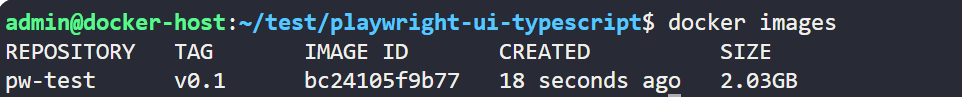 admin@docker-host:~/test/playwright-ui-typescript$ docker images
REPOSITORY   TAG       IMAGE ID       CREATED          SIZE
pw-test      v0.1      bc24105f9b77   18 seconds ago   2.03GB